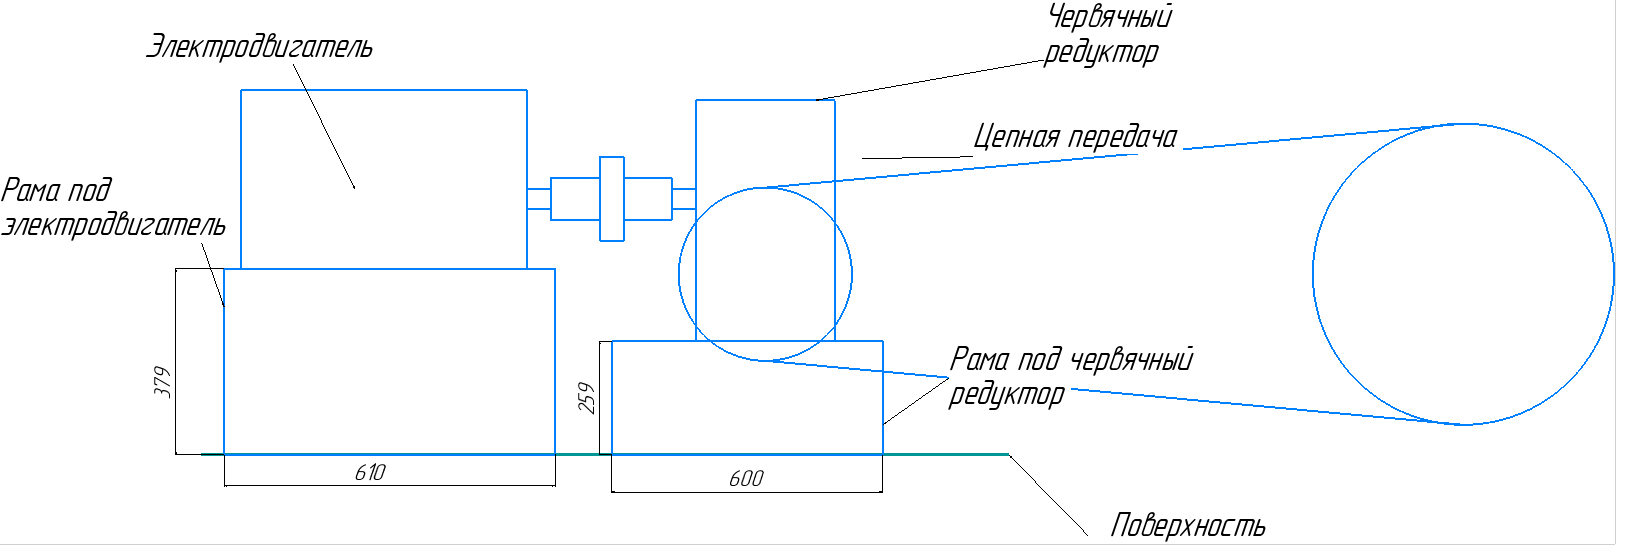 Червячный
редуктор
Электродвигатель
Цепная передача
Рама под
электродвигатель
Рама под червячный
редуктор
379
259
610
600
Поверхность